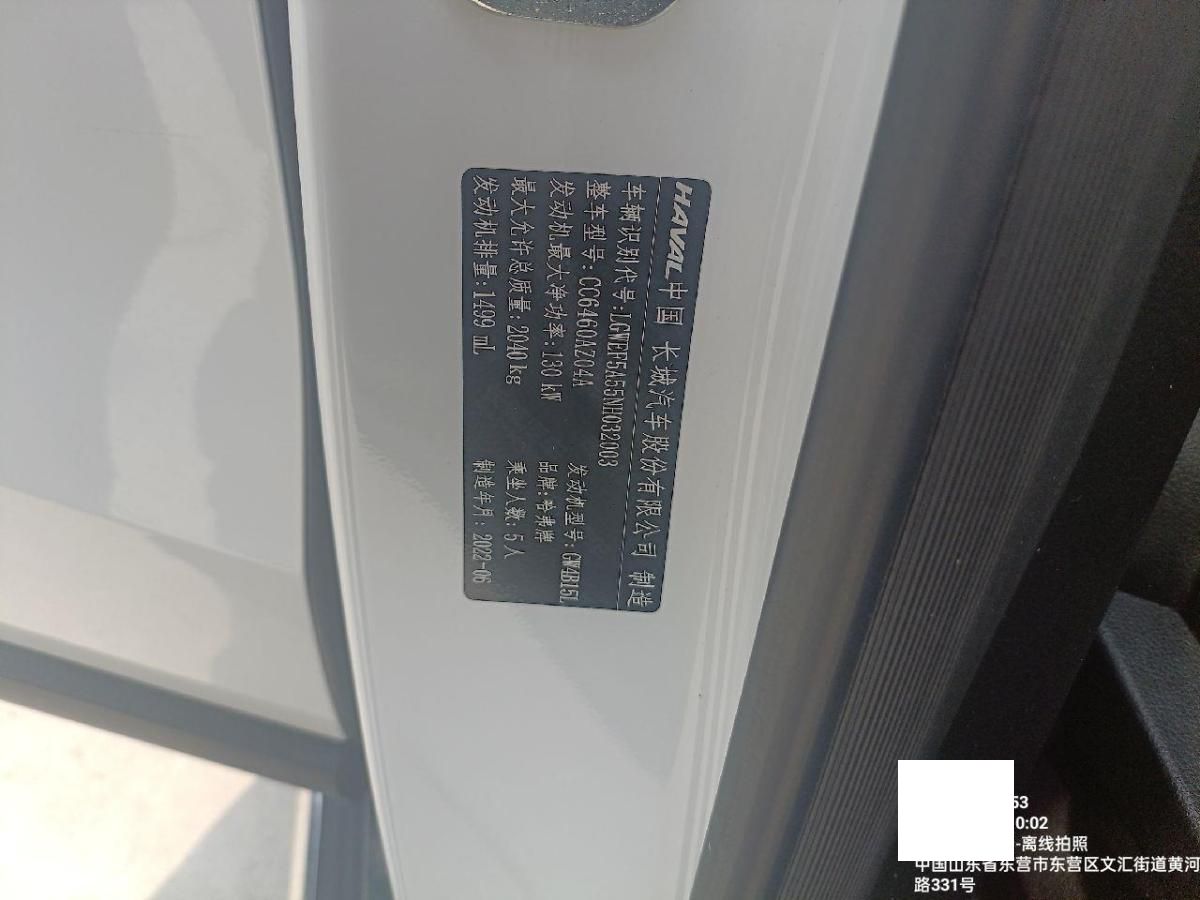 HAVAL 中国 长城汽车股份有限公司 制造
车辆识别代号:LGWEF5A55NH032003
整车型号:CC6460AZ04A 发动机型号:GW4B15L
发动机最大净功率:130 kW 品牌:哈弗牌
最大允许总质量:2040kg 乘坐人数:5人
发动机排量:1499 mL 制造年月:2022-06
53
0:02
-离线拍照
中国山东省东营市东营区文汇街道黄河
路331号